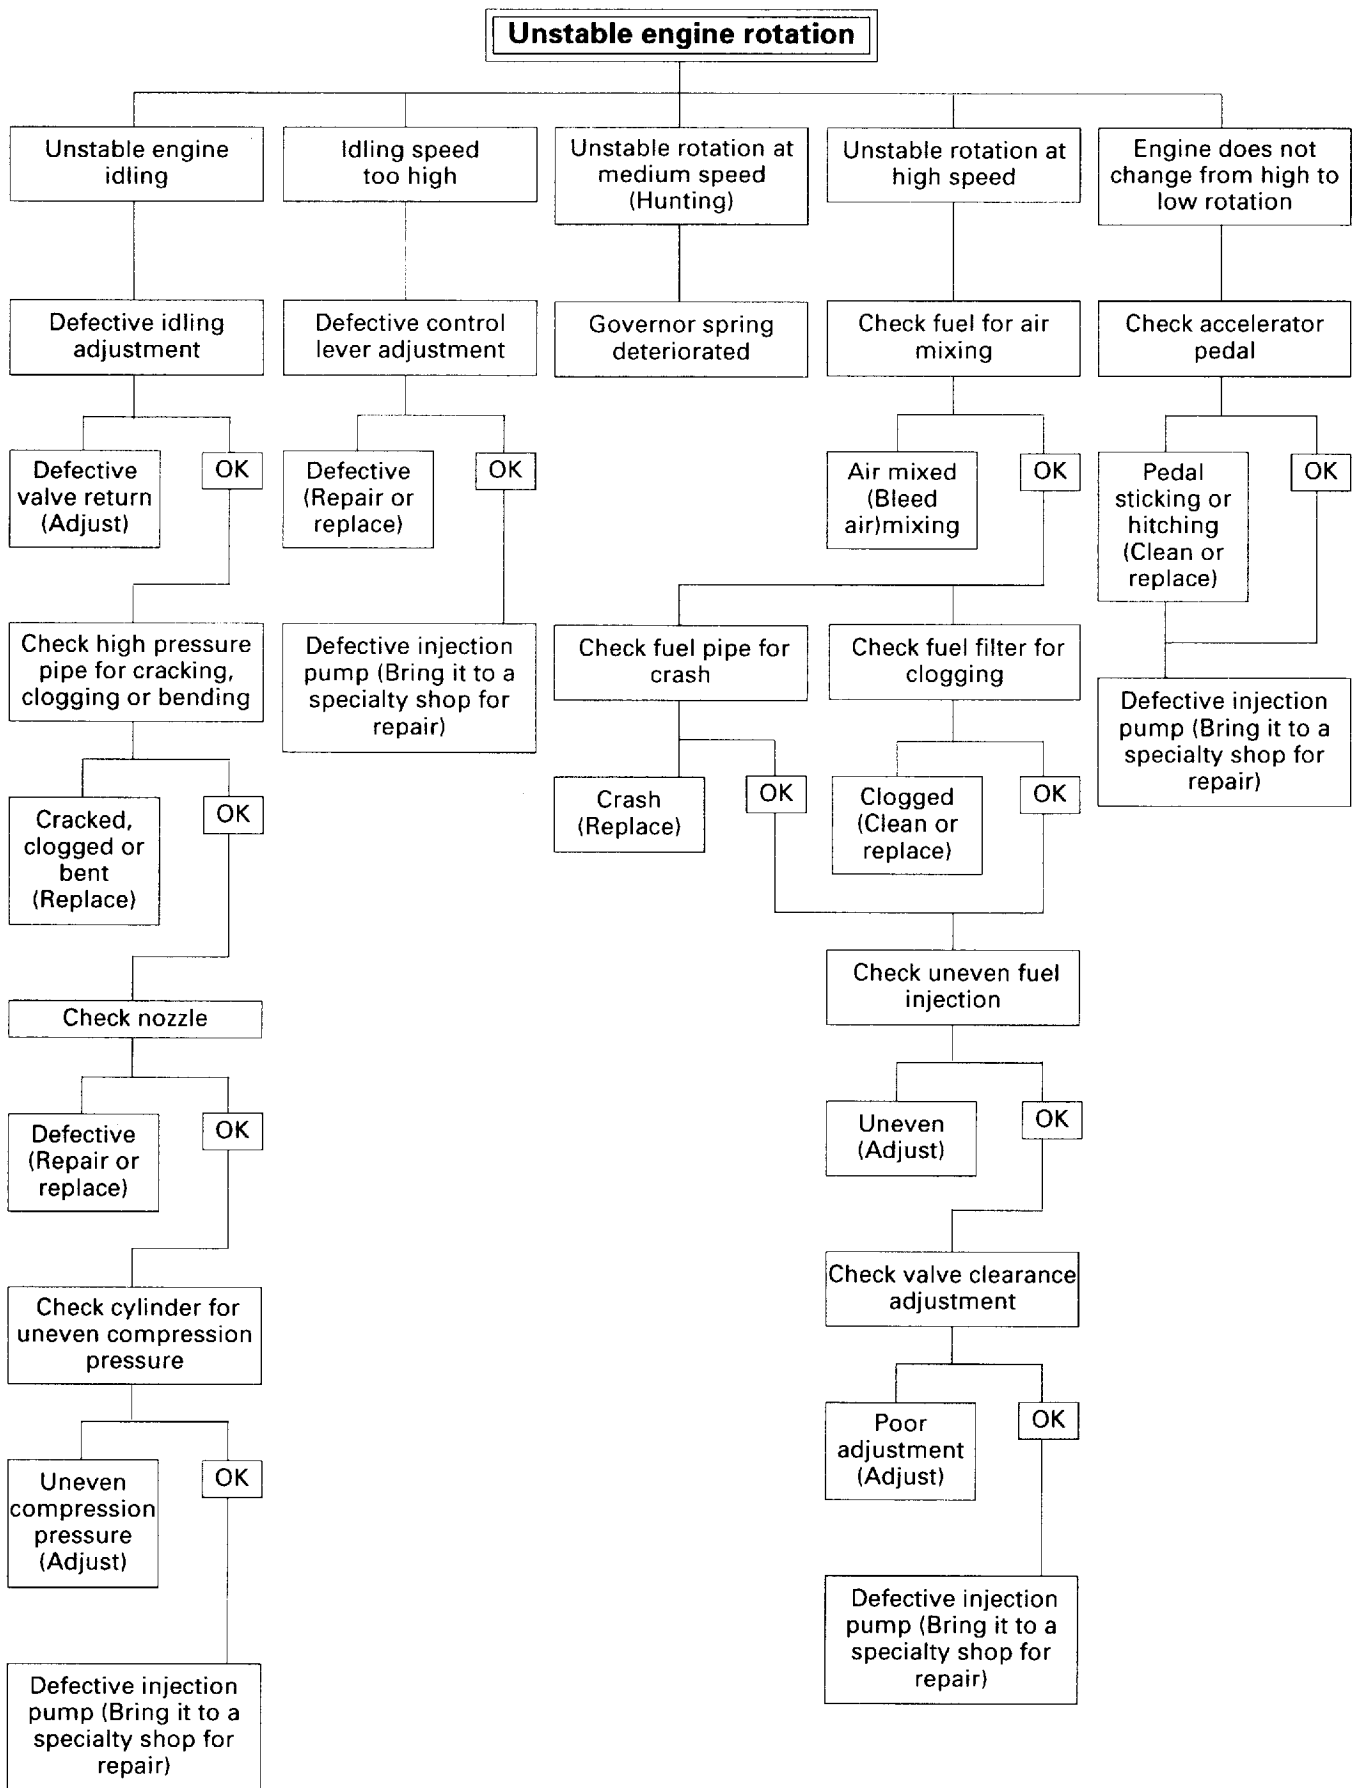 Unstable engine rotation
Unstable engine
idling
Idling speed
too high
Unstable rotation at
medium speed
(Hunting)
Unstable rotation at
high speed
Engine does not
change from high to
low rotation
Defective idling
adjustment
Defective control
lever adjustment
Governor spring
deteriorated
Check fuel for air
mixing
Check accelerator
pedal
Defective
valve return
(Adjust)
OK
Defective
(Repair or
replace)
OK
Air mixed
(Bleed
air)mixing
OK
Pedal
sticking or
hitching
(Clean or
replace)
OK
Check high pressure
pipe for cracking,
clogging or bending
Defective injection
pump (Bring it to a
specialty shop for
repair)
Check fuel pipe for
crash
Check fuel filter for
clogging
Defective injection
pump (Bring it to a
specialty shop for
repair)
Cracked,
clogged or
bent
(Replace)
OK
Crash
(Replace)
OK
Clogged
(Clean or
replace)
OK
Check nozzle
Check uneven fuel
injection
Defective
(Repair or
replace)
OK
Uneven
(Adjust)
OK
Check cylinder for
uneven compression
pressure
Check valve clearance
adjustment
Uneven
compression
pressure
(Adjust)
OK
Poor
adjustment
(Adjust)
OK
Defective injection
pump (Bring it to a
specialty shop for
repair)
Defective injection
pump (Bring it to a
specialty shop for
repair)